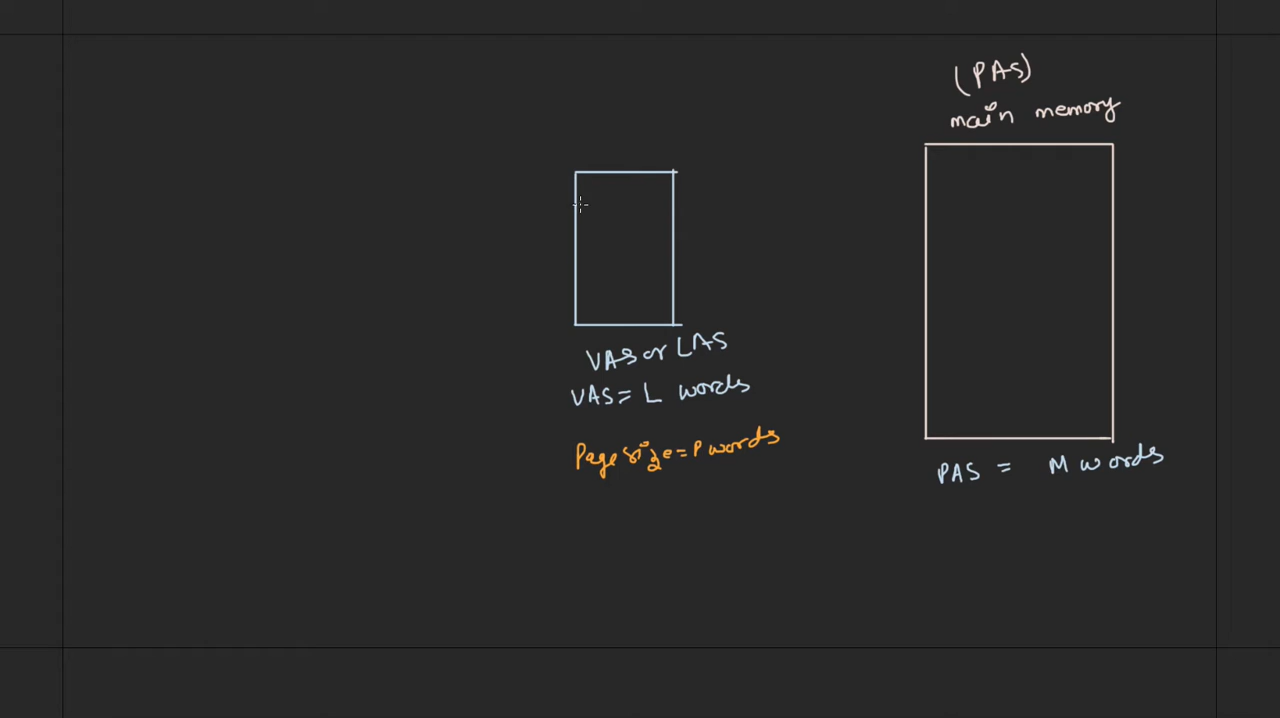 (PAS)
main memory
VAS or LAS
VAS = L words
Page size = P words
PAS = M words